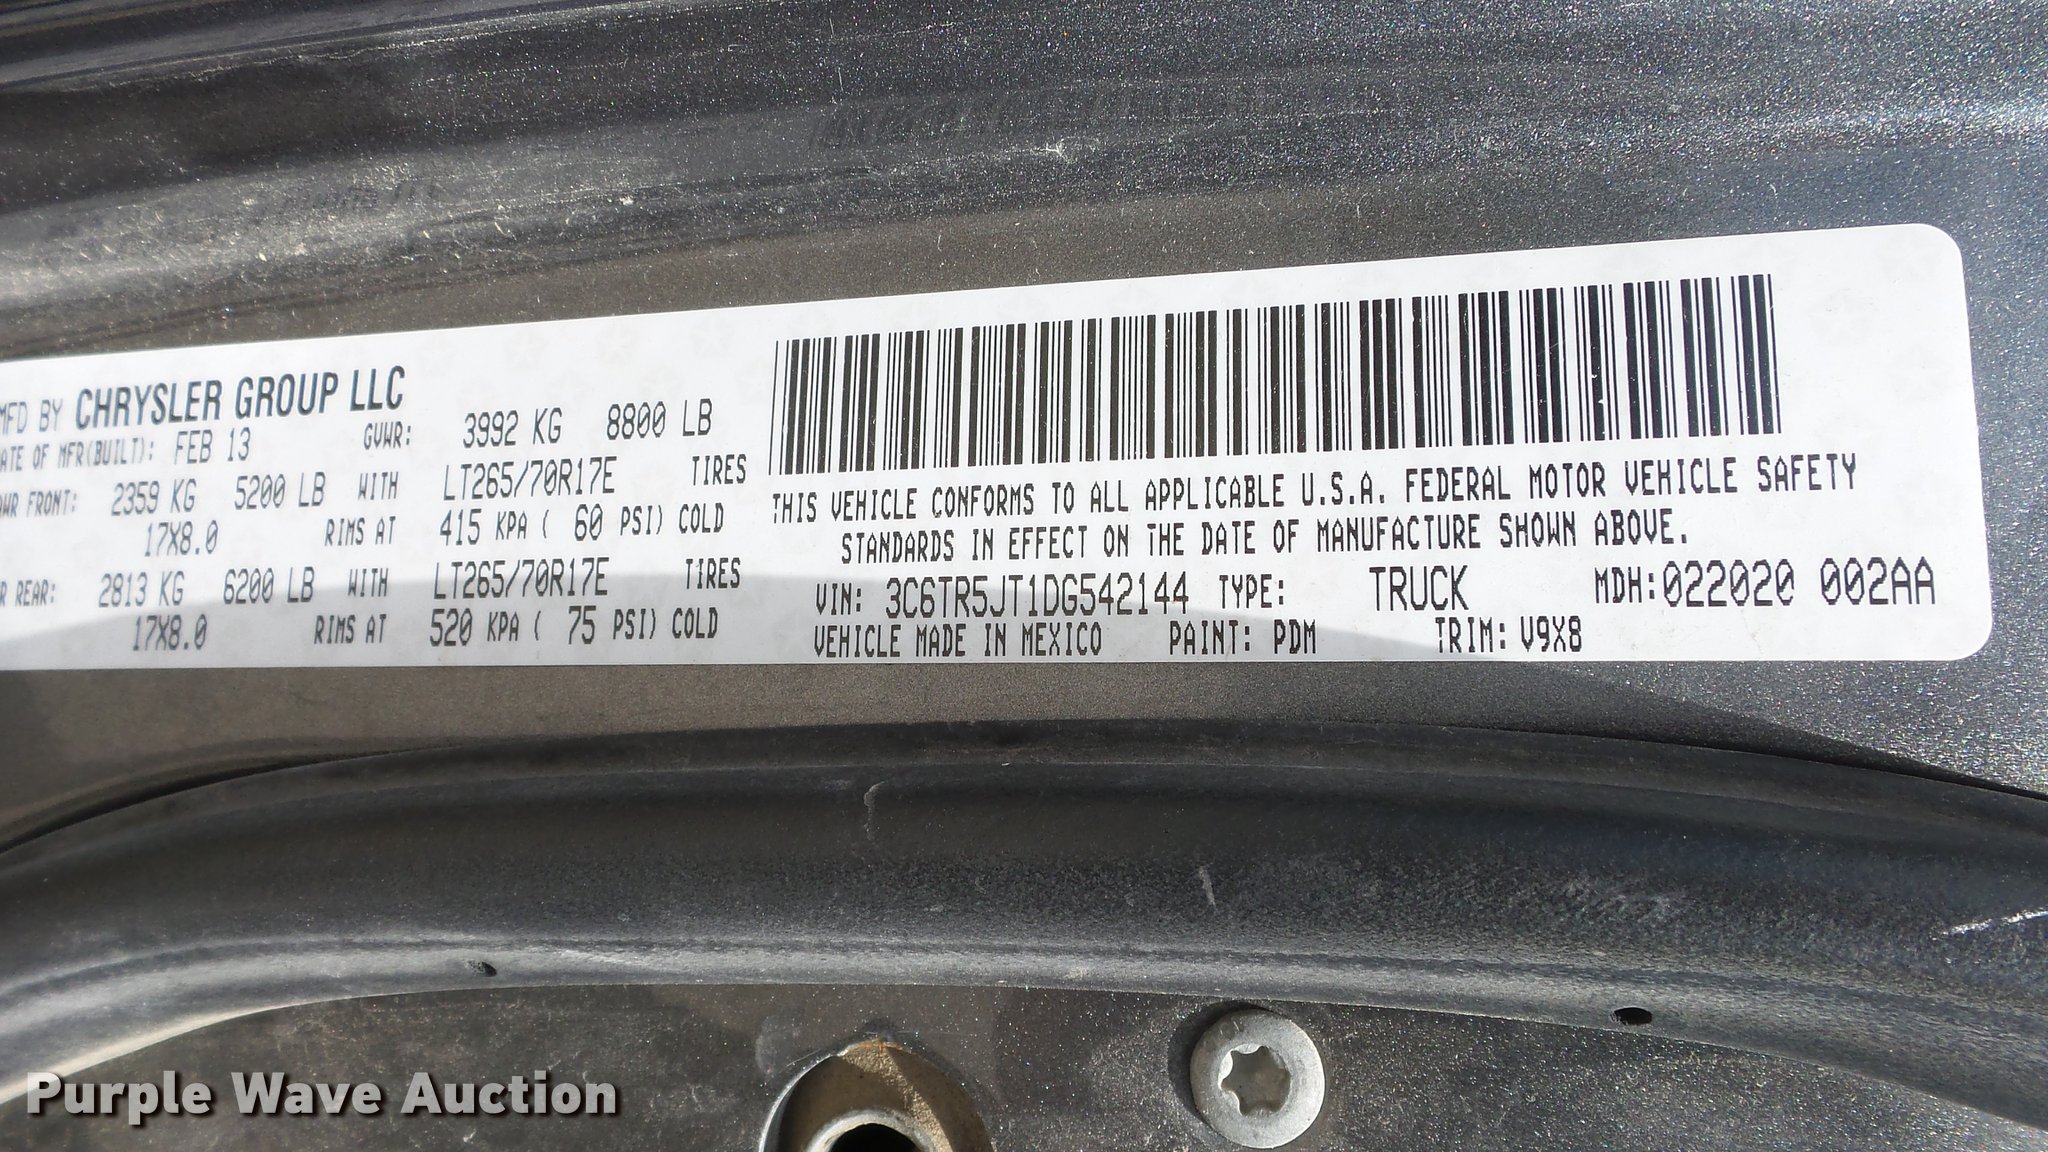 MFD BY CHRYSLER GROUP LLC
DATE OF MFR(BUILT): FEB 13 GVWR: 3992 KG 8800 LB
GAWR FRONT: 2359 KG 5200 LB WITH LT265/70R17E TIRES
17X8.0 RIMS AT 415 KPA ( 60 PSI) COLD
R REAR: 2813 KG 6200 LB WITH LT265/70R17E TIRES
17X8.0 RIMS AT 520 KPA ( 75 PSI) COLD
THIS VEHICLE CONFORMS TO ALL APPLICABLE U.S.A. FEDERAL MOTOR VEHICLE SAFETY
STANDARDS IN EFFECT ON THE DATE OF MANUFACTURE SHOWN ABOVE.
VIN: 3C6TR5JT1DG542144 TYPE: TRUCK MDH:022020 002AA
VEHICLE MADE IN MEXICO PAINT: PDM TRIM: V9X8
Purple Wave Auction